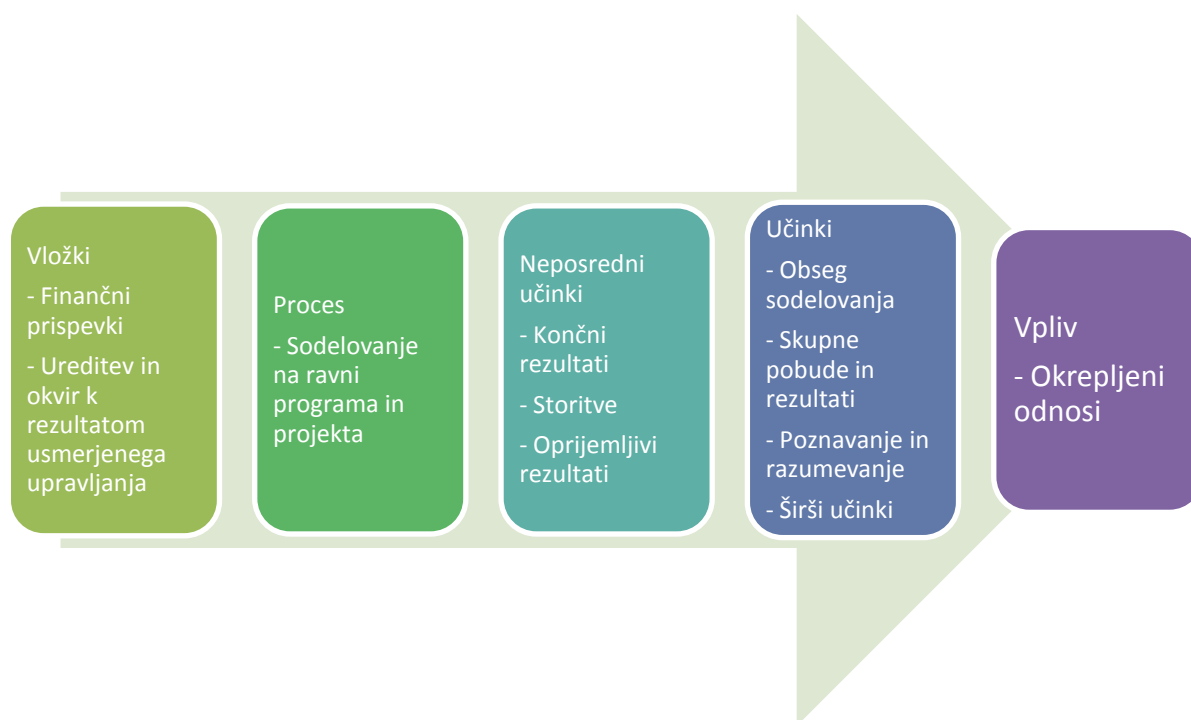 Vložki
- Finančni
prispevki
- Ureditev in
okvir k
rezultatom
usmerjenega
upravljanja
Proces
- Sodelovanje
na ravni
programa in
projekta
Neposredni
učinki
- Končni
rezultati
- Storitve
- Oprijemljivi
rezultati
Učinki
- Obseg
sodelovanja
- Skupne
pobude in
rezultati
- Poznavanje in
razumevanje
- Širši učinki
Vpliv
- Okrepljeni
odnosi